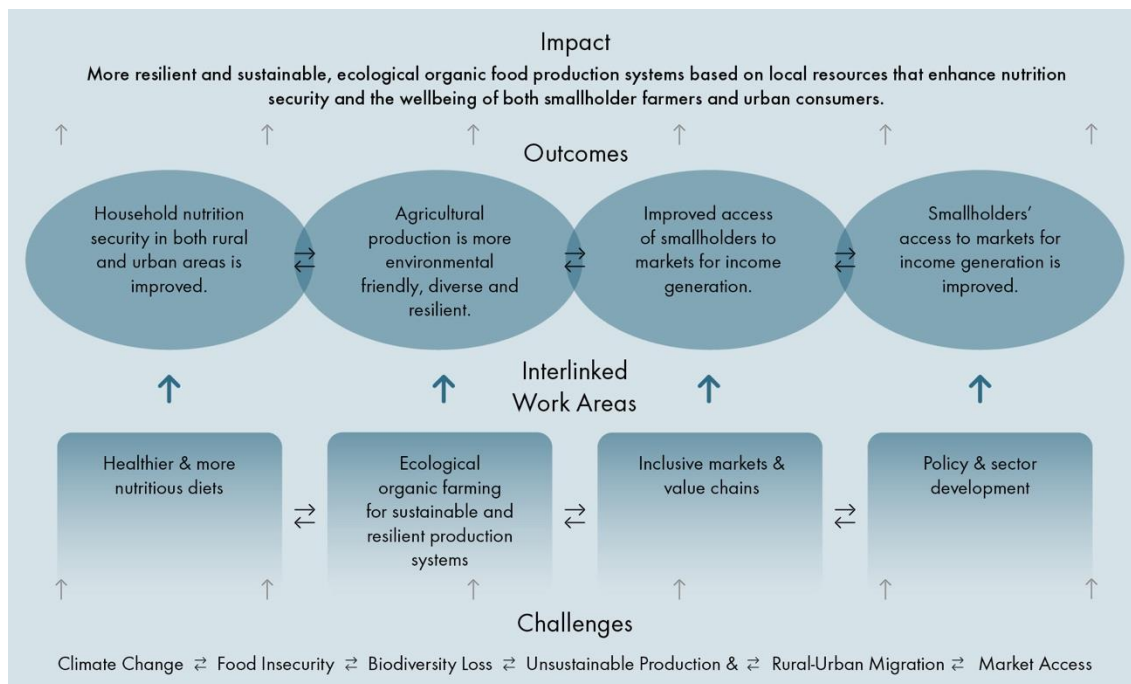 Impact
More resilient and sustainable, ecological organic food production systems based on local resources that enhance nutrition
security and the wellbeing of both smallholder farmers and urban consumers.
Outcomes
Household nutrition
security in both rural
and urban areas is
improved.
Agricultural
production is more
environmental
friendly, diverse and
resilient.
Improved access
of smallholders to
markets for income
generation.
Smallholders’
access to markets for
income generation is
improved.
Interlinked
Work Areas
Healthier & more
nutritious diets
Ecological
organic farming
for sustainable and
resilient production
systems
Inclusive markets &
value chains
Policy & sector
development
Challenges
Climate Change ⇄ Food Insecurity ⇄ Biodiversity Loss ⇄ Unsustainable Production & ⇄ Rural-Urban Migration ⇄ Market Access